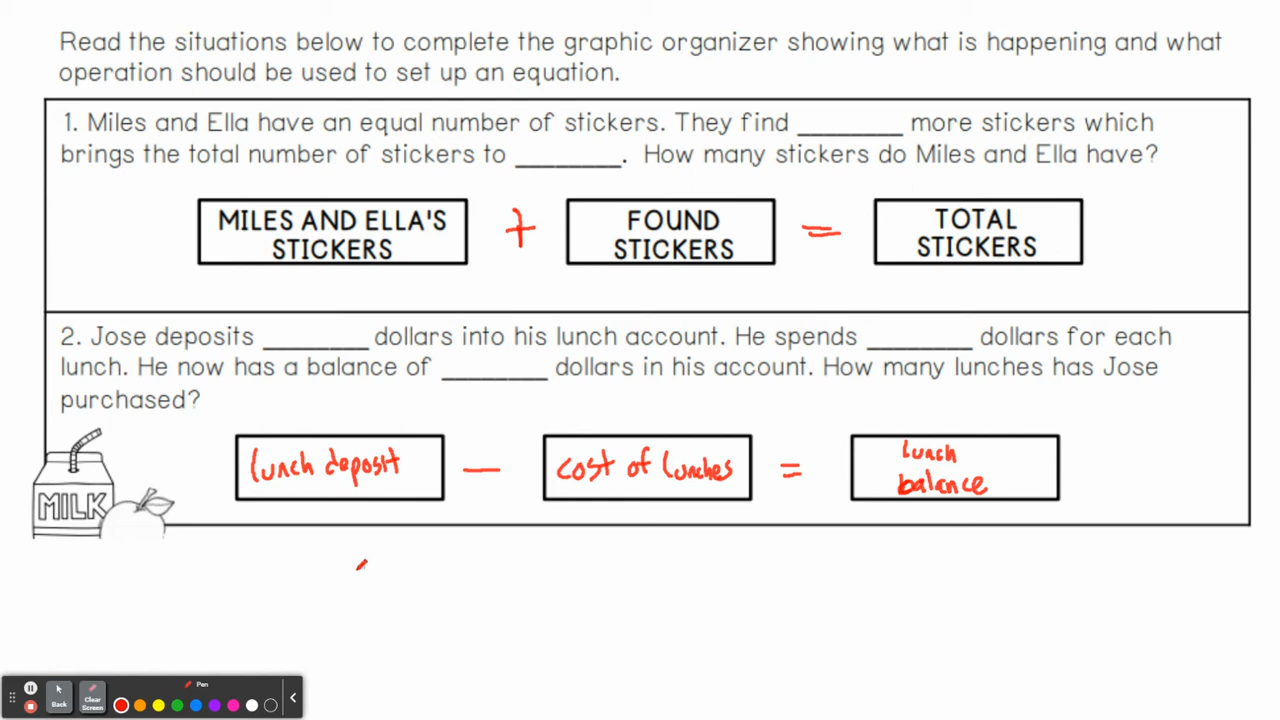 Read the situations below to complete the graphic organizer showing what is happening and what
operation should be used to set up an equation.
1. Miles and Ella have an equal number of stickers. They find ________ more stickers which
brings the total number of stickers to ________. How many stickers do Miles and Ella have?
MILES AND ELLA'S STICKERS + FOUND STICKERS = TOTAL STICKERS
2. Jose deposits ________ dollars into his lunch account. He spends ________ dollars for each
lunch. He now has a balance of ________ dollars in his account. How many lunches has Jose
purchased?
lunch deposit — cost of lunches = lunch balance
MILK
Pen
Back
Clear Screen